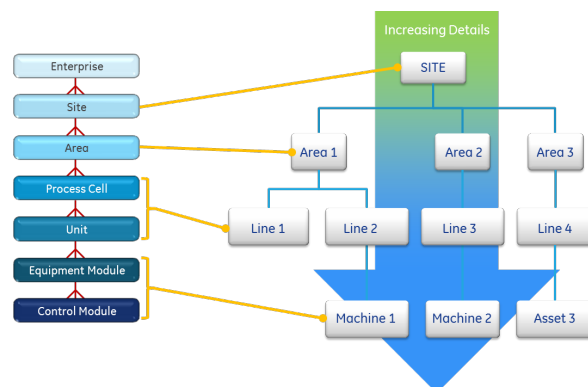 Increasing Details
Enterprise
SITE
Site
Area
Area 1
Area 2
Area 3
Process Cell
Unit
Line 1
Line 2
Line 3
Line 4
Equipment Module
Control Module
Machine 1
Machine 2
Asset 3